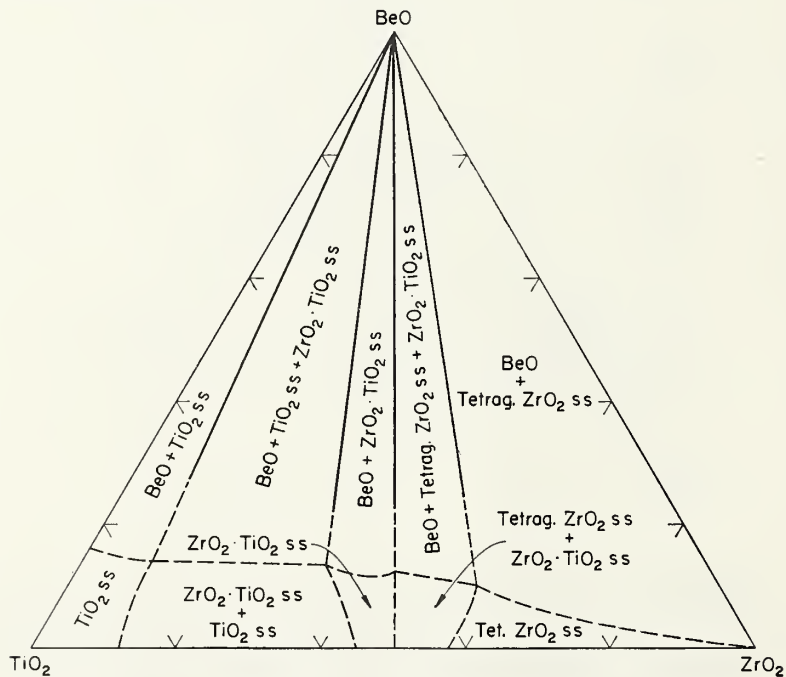 BeO
BeO + TiO₂ ss
BeO + TiO₂ ss + ZrO₂·TiO₂ ss
BeO + ZrO₂·TiO₂ ss
BeO + Tetrag. ZrO₂ ss + ZrO₂·TiO₂ ss
BeO
+
Tetrag. ZrO₂ ss
ZrO₂·TiO₂ ss
Tetrag. ZrO₂ ss
+
ZrO₂·TiO₂ ss
TiO₂ ss
ZrO₂·TiO₂ ss
+
TiO₂ ss
Tet. ZrO₂ ss
TiO₂
ZrO₂